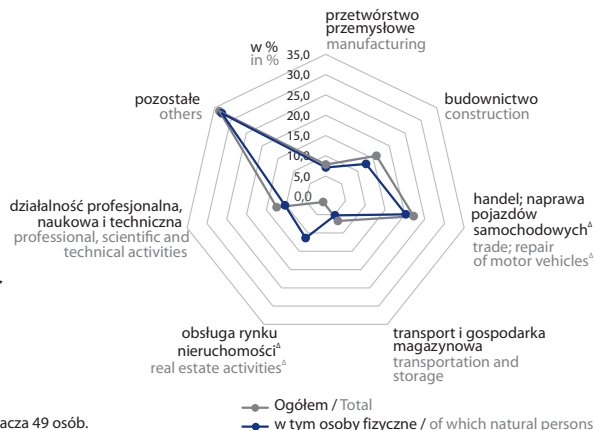 przetwórstwo
przemysłowe
manufacturing
w %
in %
35,0
30,0
25,0
20,0
15,0
10,0
5,0
0,0
budownictwo
construction
handel; naprawa
pojazdów
samochodowych∆
trade; repair
of motor vehicles∆
transport i gospodarka
magazynowa
transportation and
storage
obsługa rynku
nieruchomości∆
real estate activities∆
działalność profesjonalna,
naukowa i techniczna
professional, scientific and
technical activities
pozostałe
others
Ogółem / Total
w tym osoby fizyczne / of which natural persons
acza 49 osób.